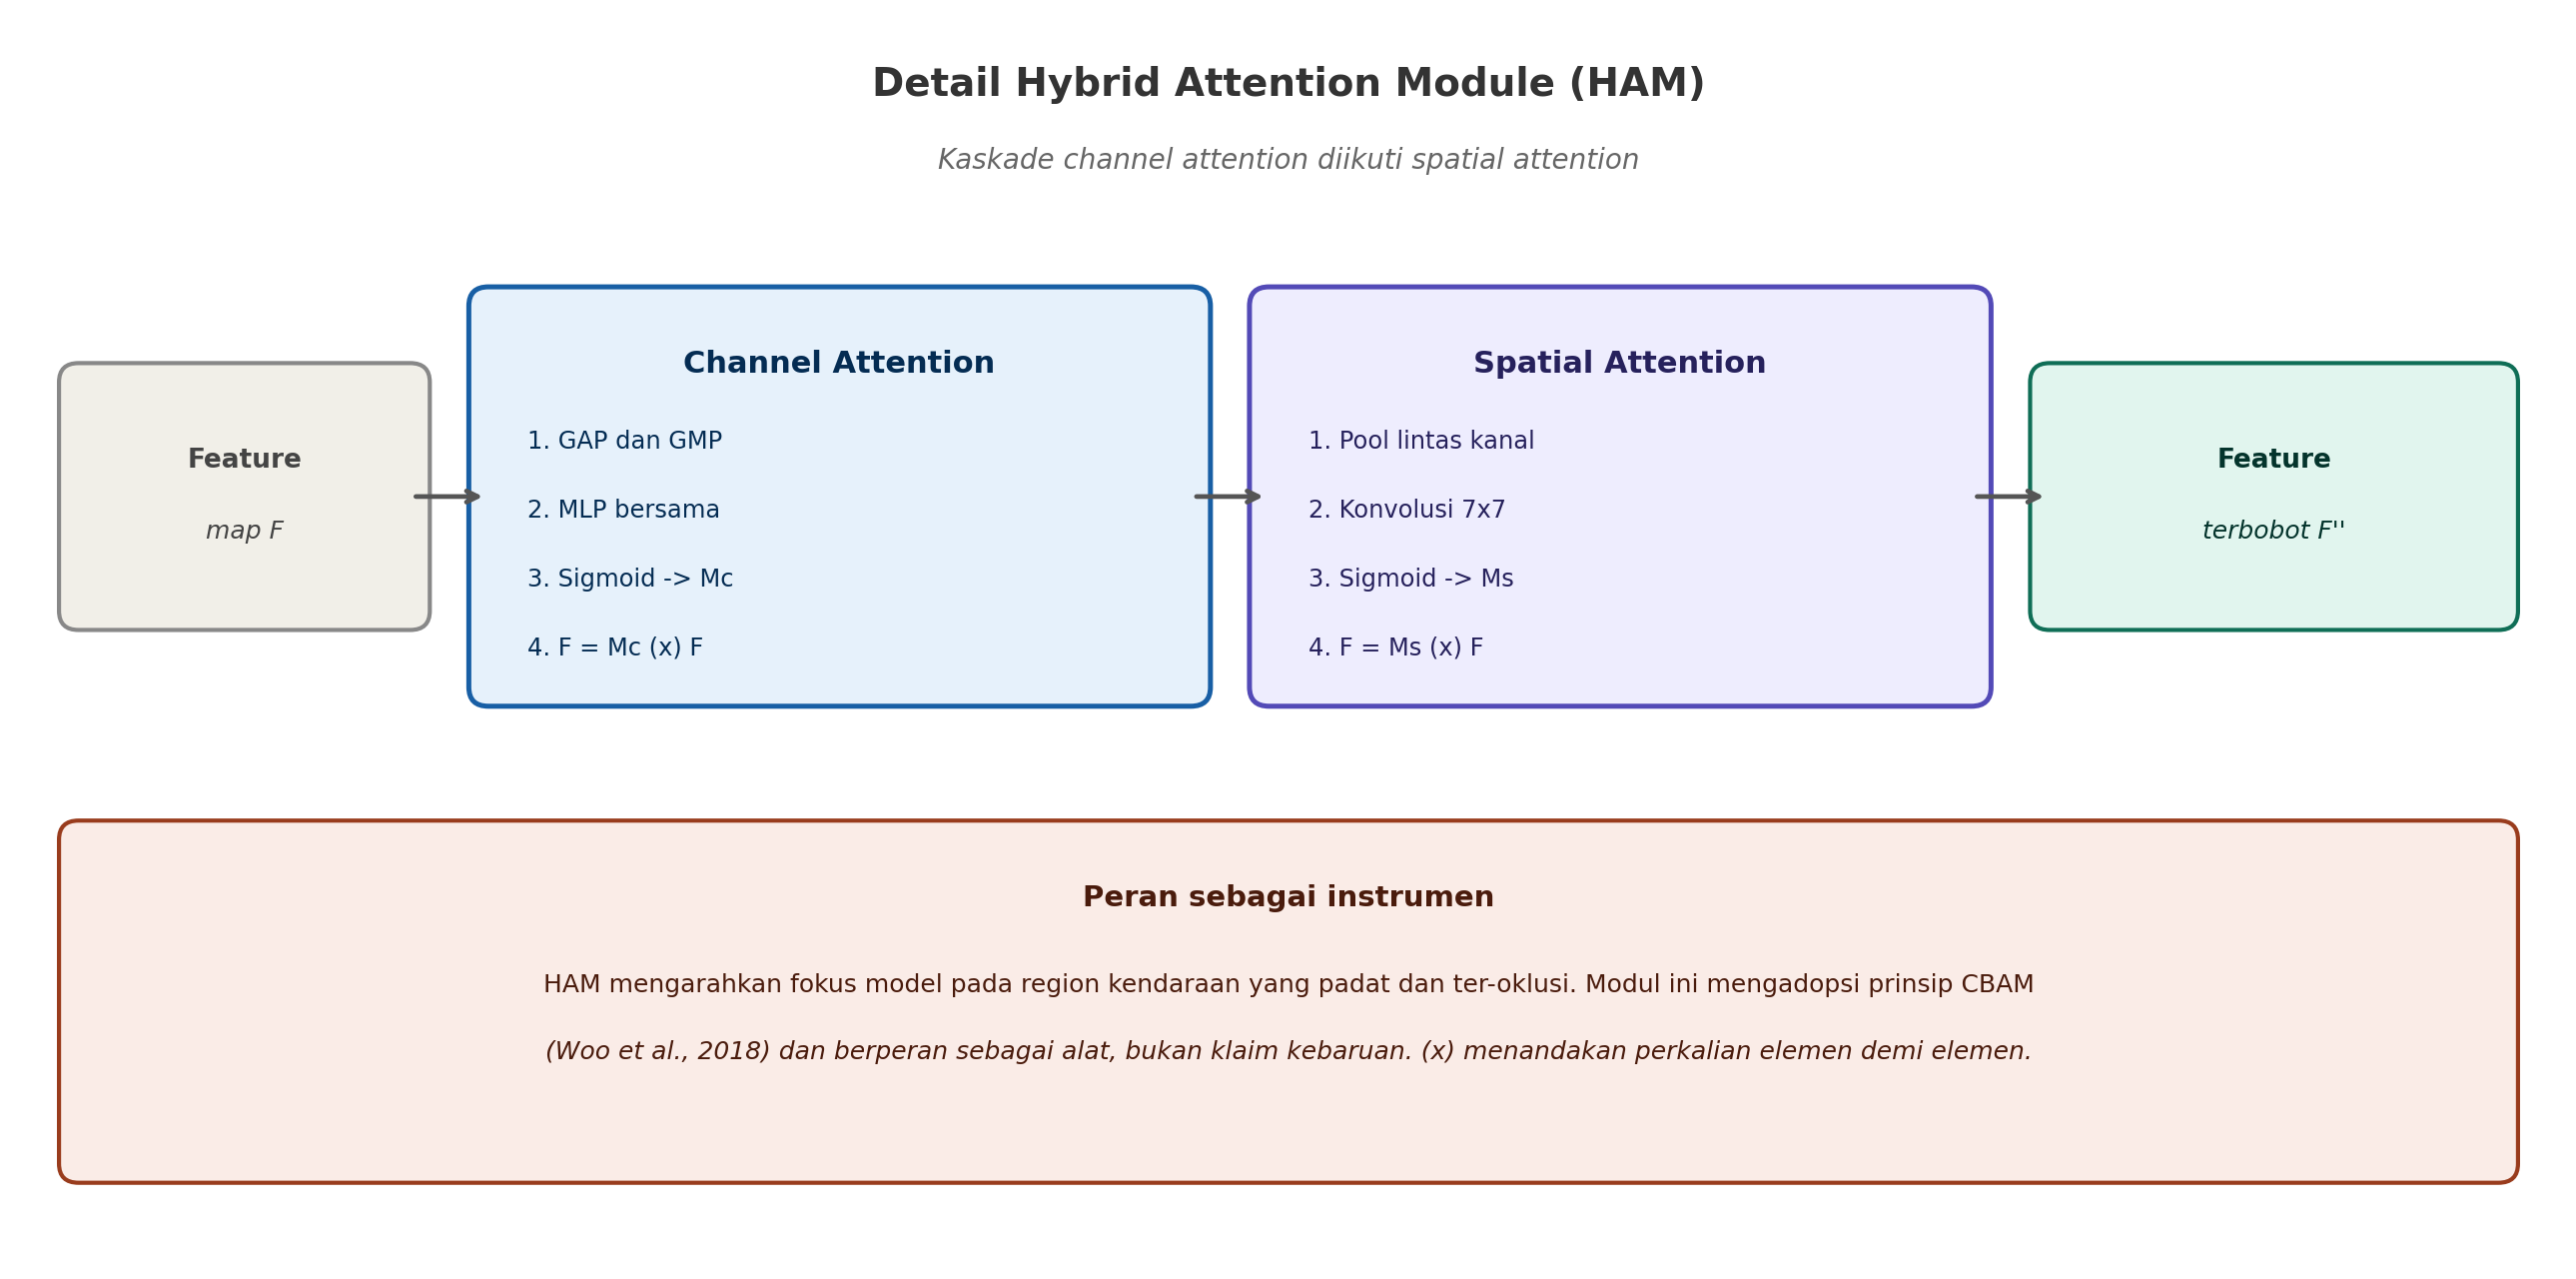 Detail Hybrid Attention Module (HAM)
Kaskade channel attention diikuti spatial attention
Feature
map F
Channel Attention
1. GAP dan GMP
2. MLP bersama
3. Sigmoid -> Mc
4. F = Mc (x) F
Spatial Attention
1. Pool lintas kanal
2. Konvolusi 7x7
3. Sigmoid -> Ms
4. F = Ms (x) F
Feature
terbobot F''
Peran sebagai instrumen
HAM mengarahkan fokus model pada region kendaraan yang padat dan ter-oklusi. Modul ini mengadopsi prinsip CBAM
(Woo et al., 2018) dan berperan sebagai alat, bukan klaim kebaruan. (x) menandakan perkalian elemen demi elemen.